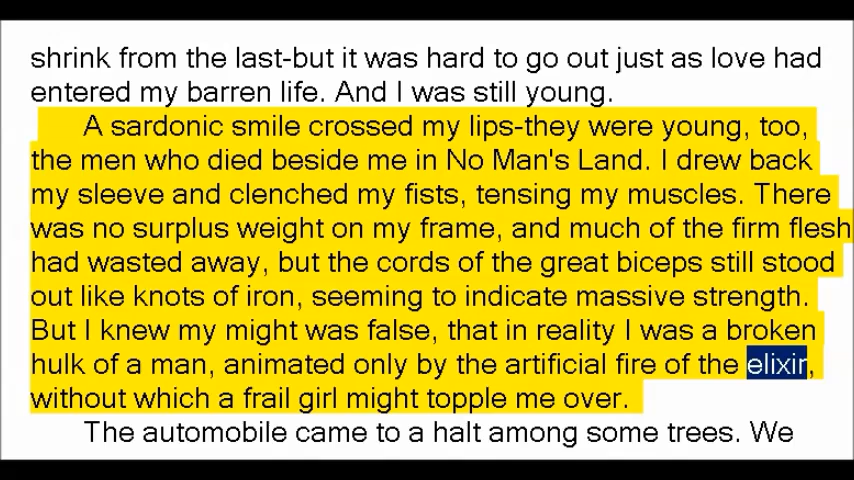 shrink from the last-but it was hard to go out just as love had
entered my barren life. And I was still young.
A sardonic smile crossed my lips-they were young, too,
the men who died beside me in No Man's Land. I drew back
my sleeve and clenched my fists, tensing my muscles. There
was no surplus weight on my frame, and much of the firm flesh
had wasted away, but the cords of the great biceps still stood
out like knots of iron, seeming to indicate massive strength.
But I knew my might was false, that in reality I was a broken
hulk of a man, animated only by the artificial fire of the elixir,
without which a frail girl might topple me over.
The automobile came to a halt among some trees. We